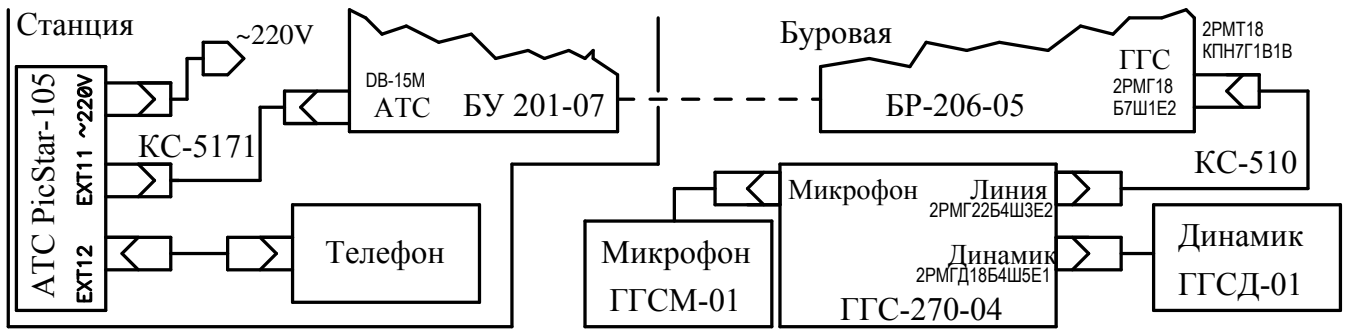 Станция
~220V
АТС PicStar-105
~220V
EXT11
EXT12
КС-5171
DB-15M
АТС
БУ 201-07
Телефон
Буровая
ГГС
2РМГ18
Б7Ш1Е2
2РМТ18
КПН7Г1В1В
БР-206-05
КС-510
Микрофон
Линия
2РМГ22Б4Ш3Е2
Динамик
2РМГД18Б4Ш5Е1
ГГС-270-04
Микрофон
ГГСМ-01
Динамик
ГГСД-01